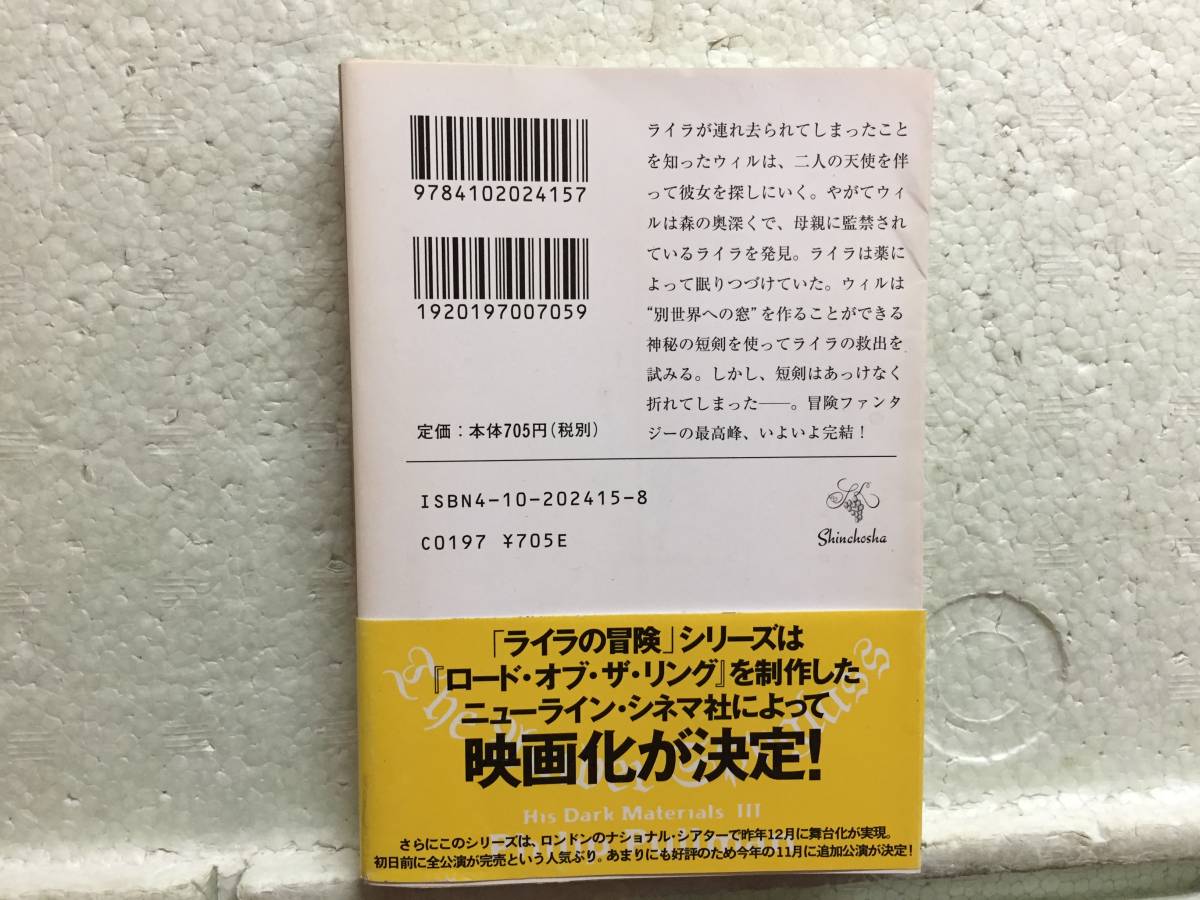 9784102024157
1920197007059
定価：本体705円(税別)
ライラが連れ去られてしまったこと
を知ったウィルは、二人の天使を伴
って彼女を探しにいく。やがてウィ
ルは森の奥深くで、母親に監禁され
ているライラを発見。ライラは薬に
よって眠りつづけていた。ウィルは
“別世界への窓”を作ることができる
神秘の短剣を使ってライラの救出を
試みる。しかし、短剣はあっけなく
折れてしまった――。冒険ファンタ
ジーの最高峰、いよいよ完結！
ISBN4-10-202415-8
C0197 ¥705E
Shinchosha
「ライラの冒険」シリーズは
『ロード・オブ・ザ・リング』を制作した
ニューライン・シネマ社によって
映画化が決定！
His Dark Materials III
さらにこのシリーズは、ロンドンのナショナル・シアターで昨年12月に舞台化が実現。
初日前に全公演が完売という人気ぶり。あまりにも好評のため今年の11月に追加公演が決定！